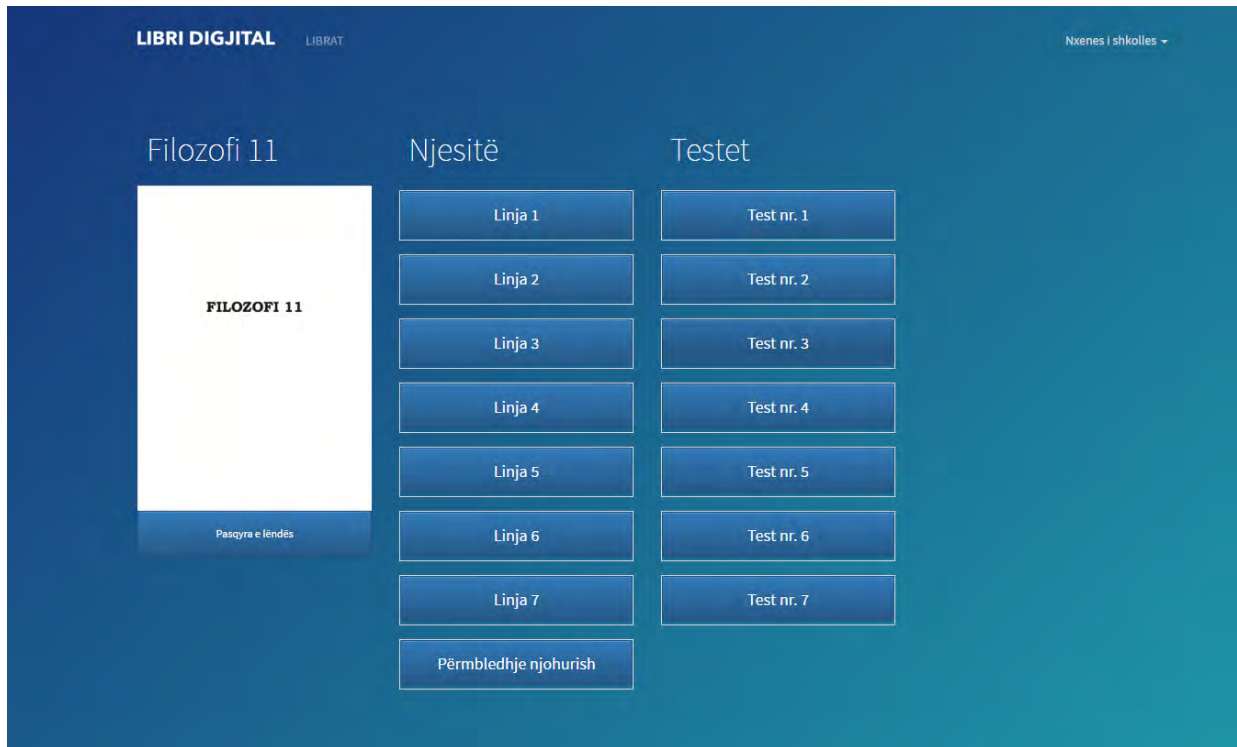 LIBRI DIGJITAL LIBRAT Nxenes i shkolles
Filozofi 11
FILOZOFI 11
Pasqyra e lëndës
Njesitë
Linja 1
Linja 2
Linja 3
Linja 4
Linja 5
Linja 6
Linja 7
Përmbledhje njohurish
Testet
Test nr. 1
Test nr. 2
Test nr. 3
Test nr. 4
Test nr. 5
Test nr. 6
Test nr. 7